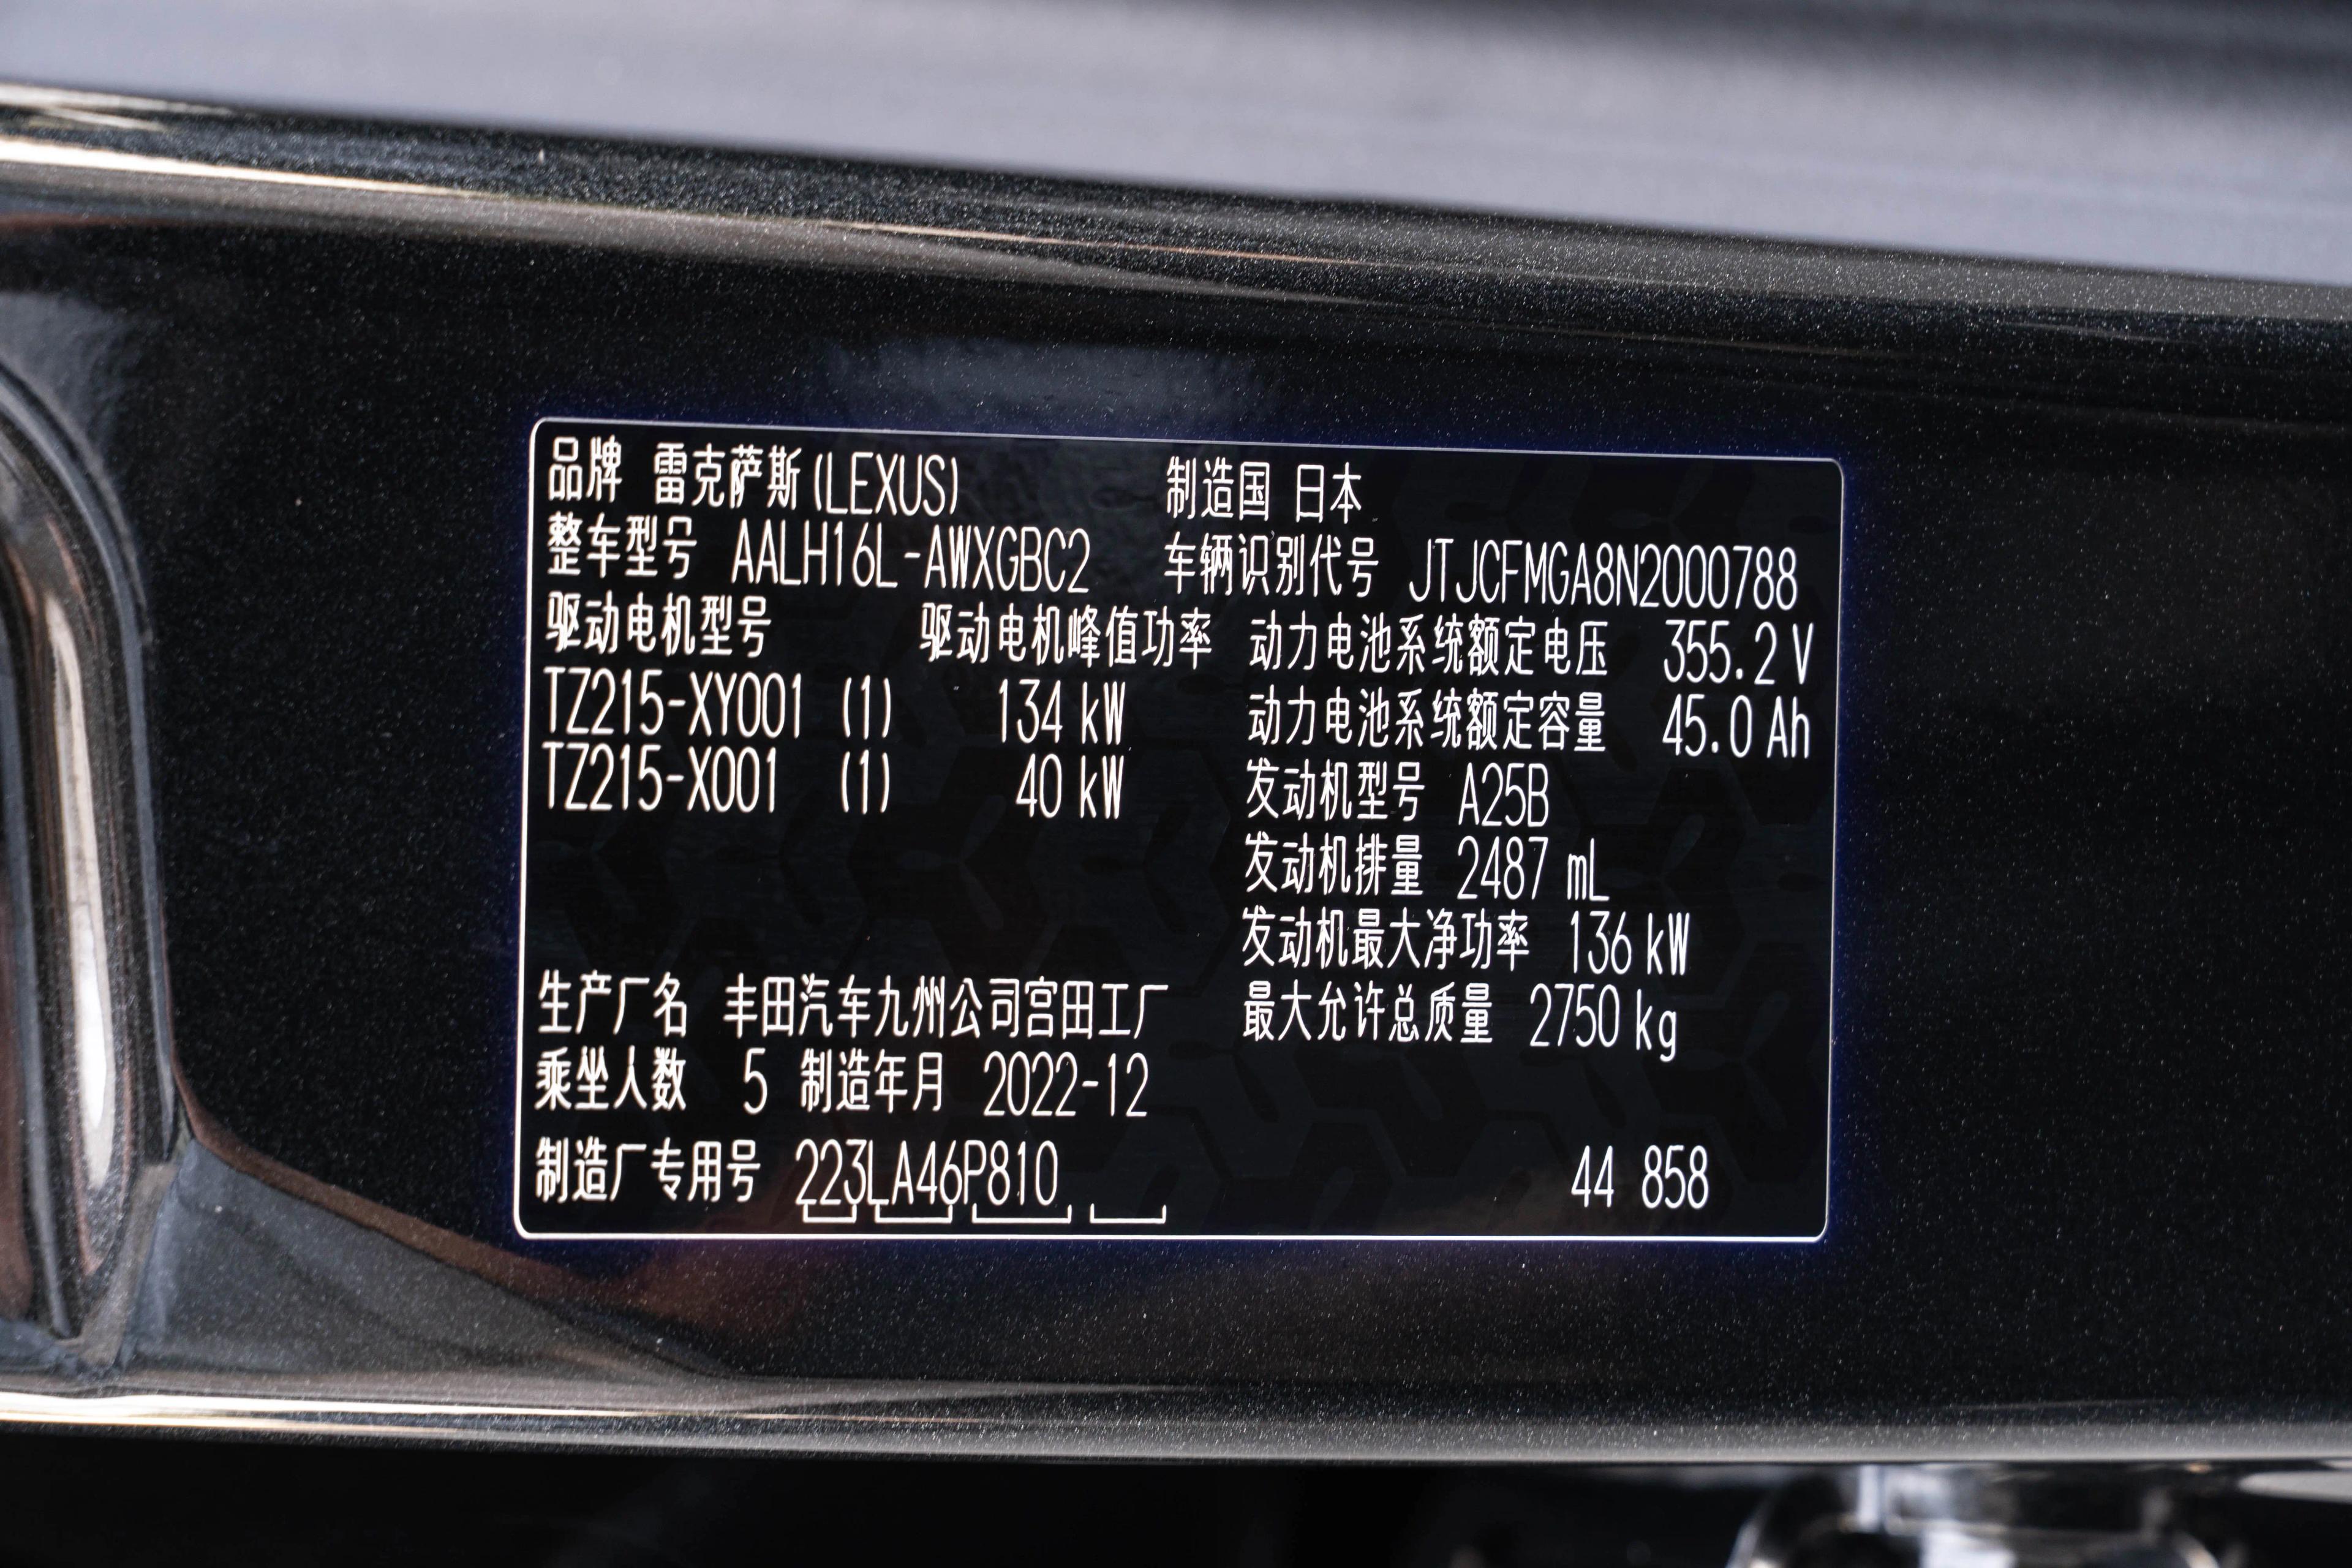 品牌 雷克萨斯(LEXUS) 制造国 日本
整车型号 AALH16L-AWXGBC2 车辆识别代号 JTJCFMGA8N2000788
驱动电机型号 驱动电机峰值功率 动力电池系统额定电压 355.2 V
TZ215-XY001 (1) 134 kW 动力电池系统额定容量 45.0 Ah
TZ215-X001 (1) 40 kW 发动机型号 A25B
发动机排量 2487 mL
发动机最大净功率 136 kW
生产厂名 丰田汽车九州公司宫田工厂 最大允许总质量 2750 kg
乘坐人数 5 制造年月 2022-12
制造厂专用号 223LA46P810 44 858